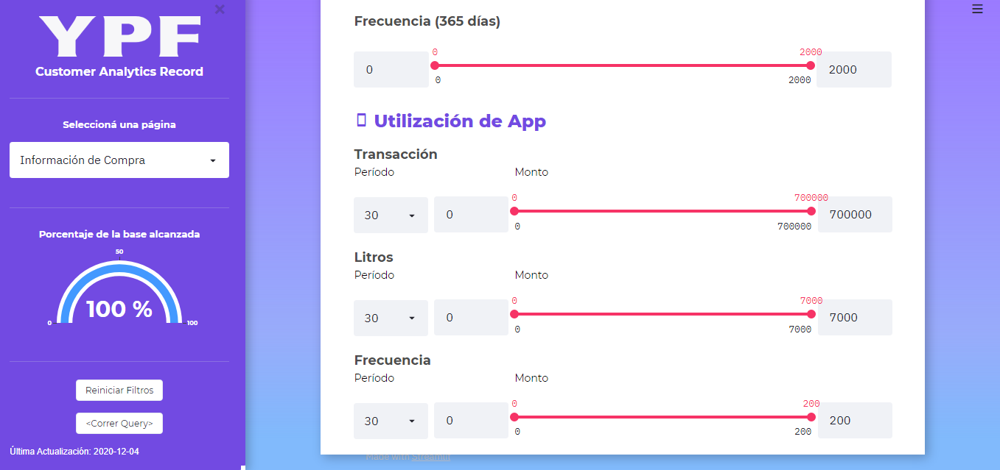 YPF
Customer Analytics Record
Seleccioná una página
Información de Compra
Porcentaje de la base alcanzada
50
100 %
0
100
Reiniciar Filtros
<Correr Query>
Última Actualización: 2020-12-04
Frecuencia (365 días)
0
0
2000
0
2000
2000
Utilización de App
Transacción
Período
Monto
30
0
0
700000
0
700000
700000
Litros
Período
Monto
30
0
0
7000
0
7000
7000
Frecuencia
Período
Monto
30
0
0
200
0
200
200
Made with Streamlit